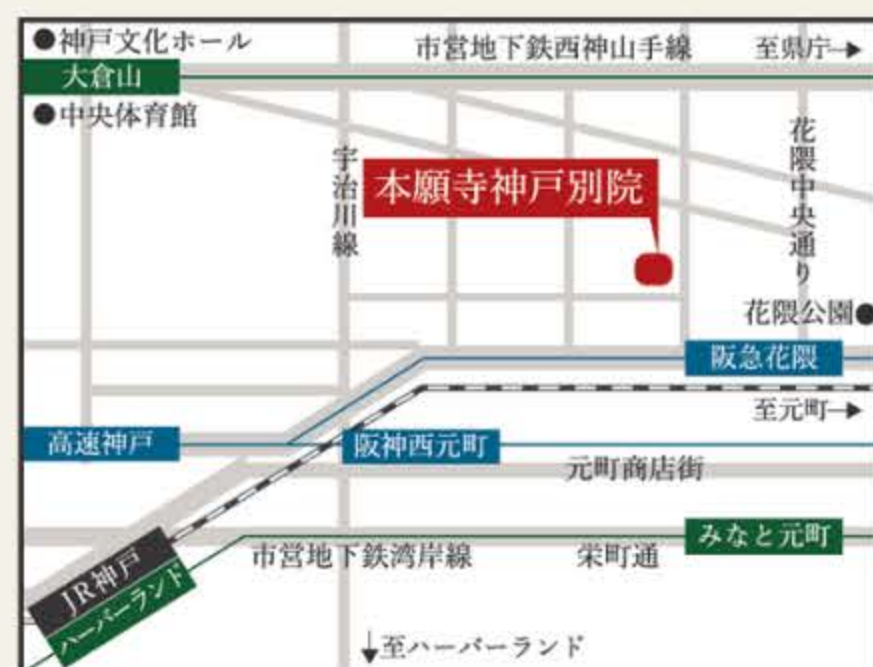 ●神戸文化ホール
市営地下鉄西神山手線
至県庁→
大倉山
●中央体育館
宇治川線
本願寺神戸別院
花隈中央通り
花隈公園●
阪急花隈
至元町→
高速神戸
阪神西元町
元町商店街
みなと元町
市営地下鉄湾岸線
栄町通
JR神戸
ハーバーランド
↓至ハーバーランド